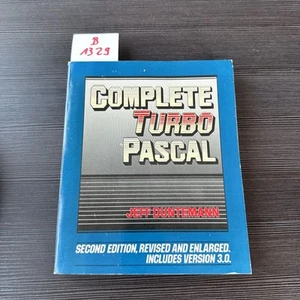 B
1329
COMPLETE
TURBO
PASCAL
JEFF DUNTEMANN
SECOND EDITION, REVISED AND ENLARGED.
INCLUDES VERSION 3.0.